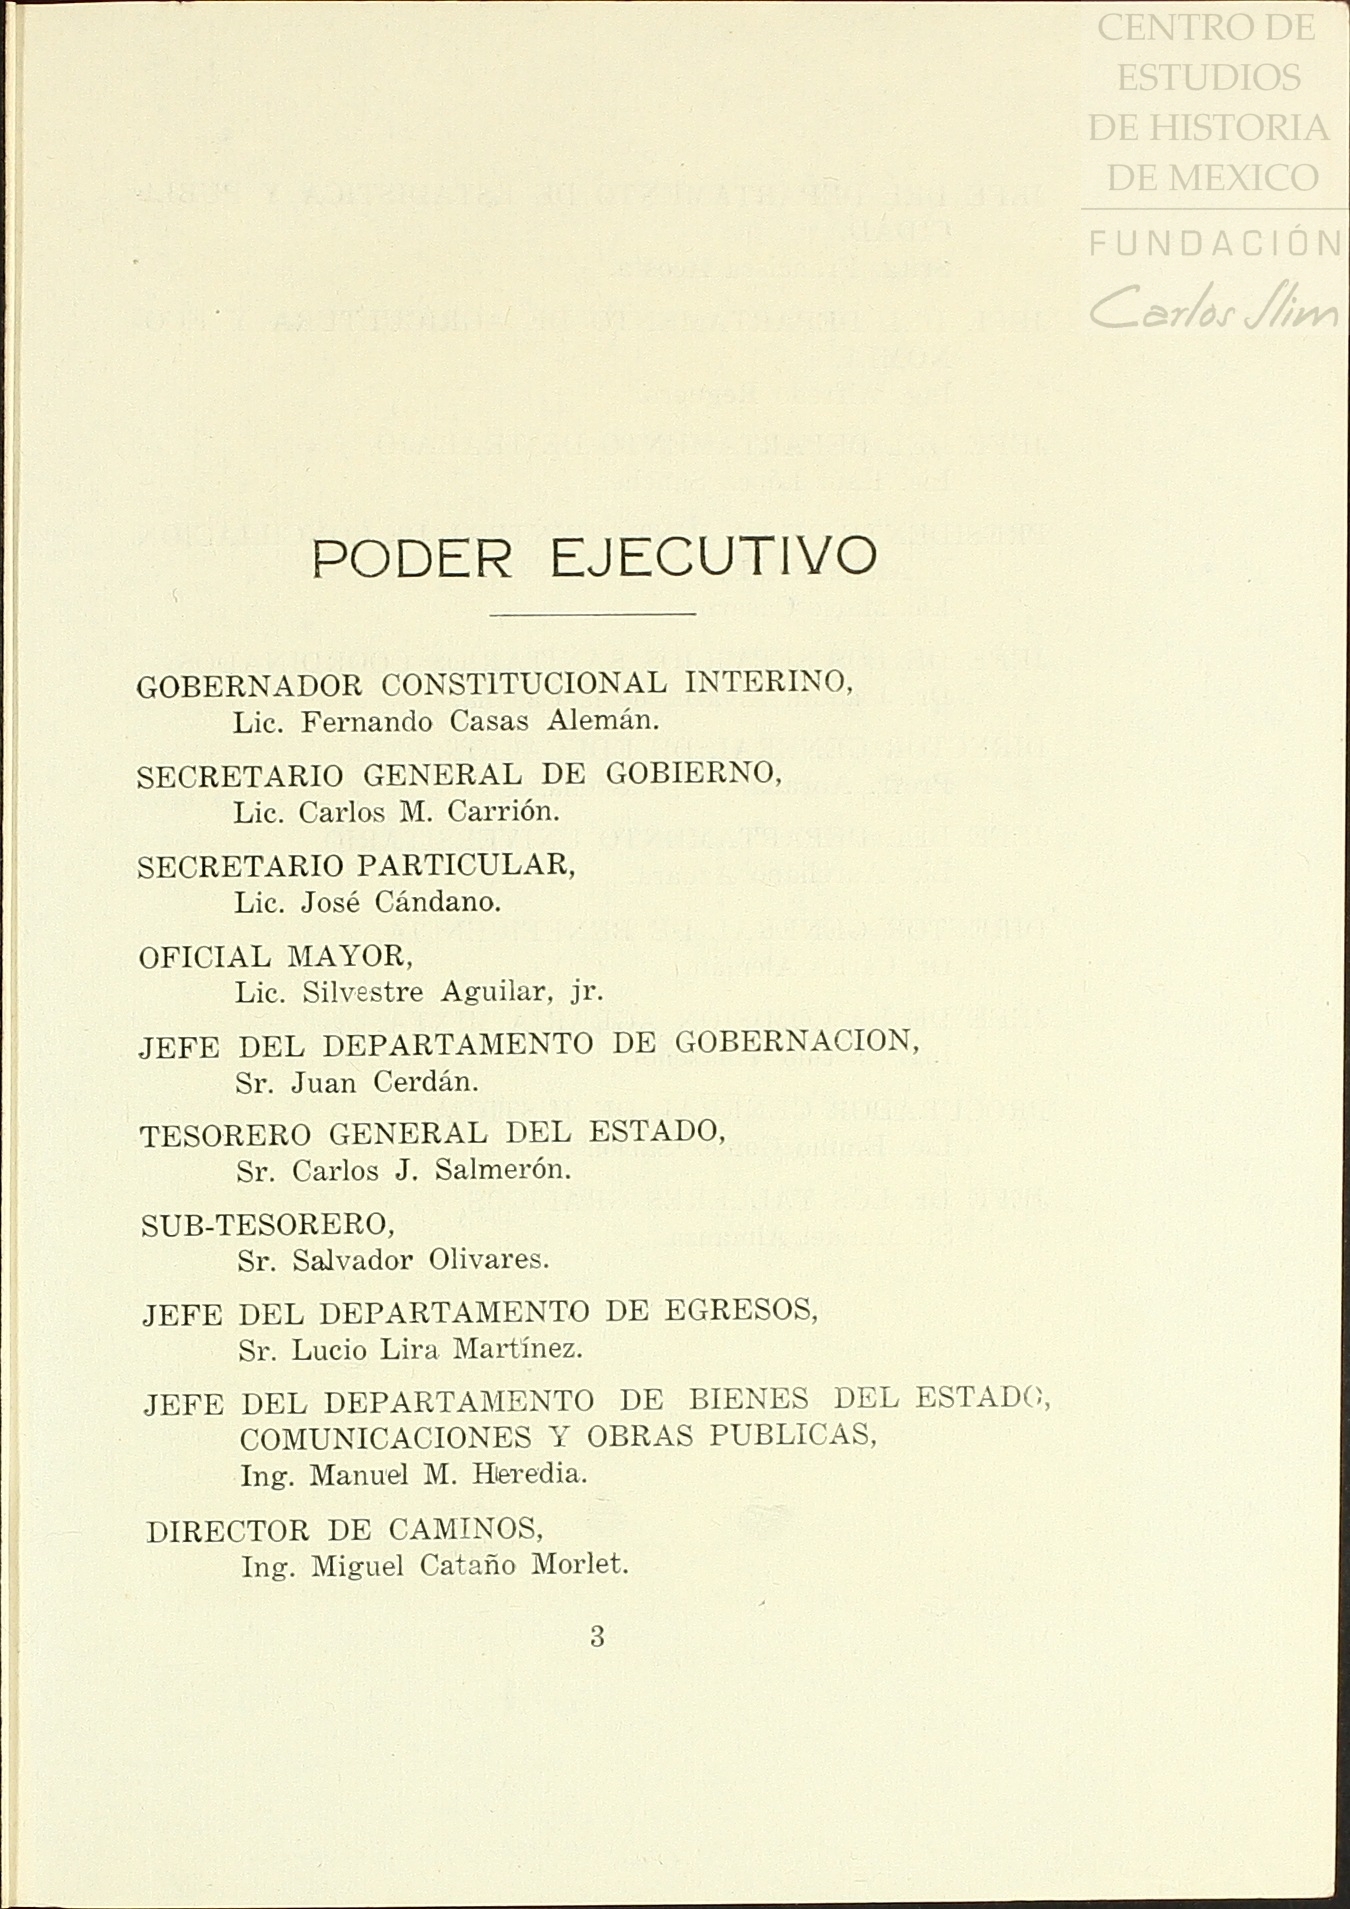 CENTRO DE
ESTUDIOS
DE HISTORIA
DE MEXICO
FUNDACIÓN
Carlos Slim
PODER EJECUTIVO
GOBERNADOR CONSTITUCIONAL INTERINO,
Lic. Fernando Casas Alemán.
SECRETARIO GENERAL DE GOBIERNO,
Lic. Carlos M. Carrión.
SECRETARIO PARTICULAR,
Lic. José Cándano.
OFICIAL MAYOR,
Lic. Silvestre Aguilar, jr.
JEFE DEL DEPARTAMENTO DE GOBERNACION,
Sr. Juan Cerdán.
TESORERO GENERAL DEL ESTADO,
Sr. Carlos J. Salmerón.
SUB-TESORERO,
Sr. Salvador Olivares.
JEFE DEL DEPARTAMENTO DE EGRESOS,
Sr. Lucio Lira Martínez.
JEFE DEL DEPARTAMENTO DE BIENES DEL ESTADO,
COMUNICACIONES Y OBRAS PUBLICAS,
Ing. Manuel M. Heredia.
DIRECTOR DE CAMINOS,
Ing. Miguel Cataño Morlet.
3